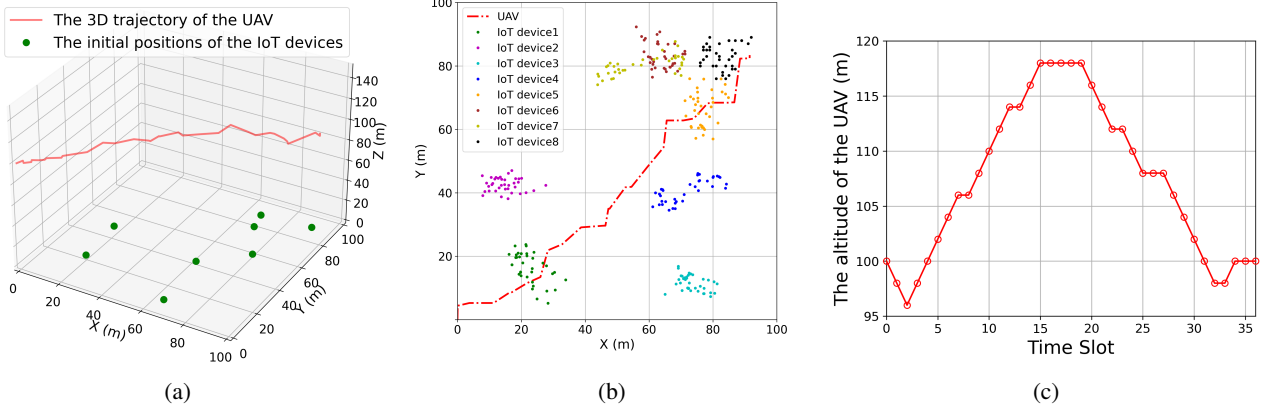 The 3D trajectory of the UAV
The initial positions of the IoT devices
140
120
100
80
60
40
20
0
Z (m)
0
20
40
60
80
100
X (m)
0
20
40
60
80
100
Y (m)
(a)
100
80
60
40
20
Y (m)
UAV
IoT device1
IoT device2
IoT device3
IoT device4
IoT device5
IoT device6
IoT device7
IoT device8
0
20
40
60
80
100
X (m)
(b)
120
115
110
105
100
95
The altitude of the UAV (m)
0
5
10
15
20
25
30
35
Time Slot
(c)